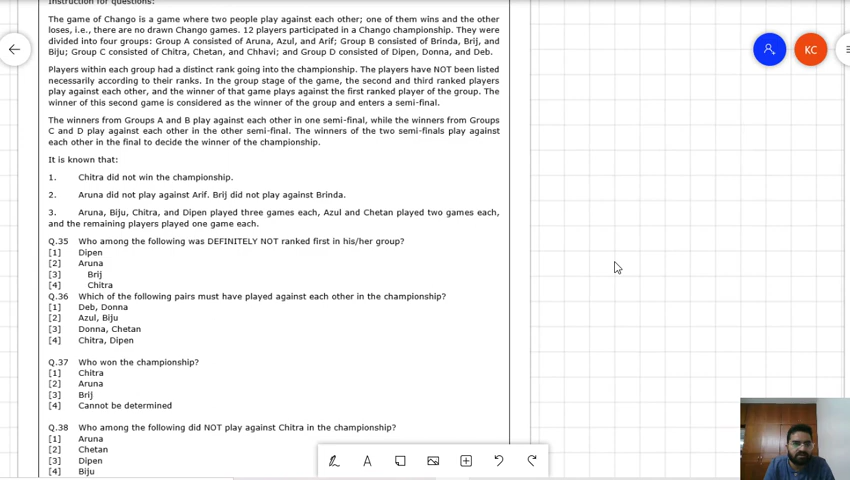 Instruction for questions:
The game of Chango is a game where two people play against each other; one of them wins and the other
loses, i.e., there are no drawn Chango games. 12 players participated in a Chango championship. They were
divided into four groups: Group A consisted of Aruna, Azul, and Arif; Group B consisted of Brinda, Brij, and
Biju; Group C consisted of Chitra, Chetan, and Chhavi; and Group D consisted of Dipen, Donna, and Deb.
Players within each group had a distinct rank going into the championship. The players have NOT been listed
necessarily according to their ranks. In the group stage of the game, the second and third ranked players
play against each other, and the winner of that game plays against the first ranked player of the group. The
winner of this second game is considered as the winner of the group and enters a semi-final.
The winners from Groups A and B play against each other in one semi-final, while the winners from Groups
C and D play against each other in the other semi-final. The winners of the two semi-finals play against
each other in the final to decide the winner of the championship.
It is known that:
1. Chitra did not win the championship.
2. Aruna did not play against Arif. Brij did not play against Brinda.
3. Aruna, Biju, Chitra, and Dipen played three games each, Azul and Chetan played two games each,
and the remaining players played one game each.
Q.35 Who among the following was DEFINITELY NOT ranked first in his/her group?
[1] Dipen
[2] Aruna
[3] Brij
[4] Chitra
Q.36 Which of the following pairs must have played against each other in the championship?
[1] Deb, Donna
[2] Azul, Biju
[3] Donna, Chetan
[4] Chitra, Dipen
Q.37 Who won the championship?
[1] Chitra
[2] Aruna
[3] Brij
[4] Cannot be determined
Q.38 Who among the following did NOT play against Chitra in the championship?
[1] Aruna
[2] Chetan
[3] Dipen
[4] Biju
KC
A